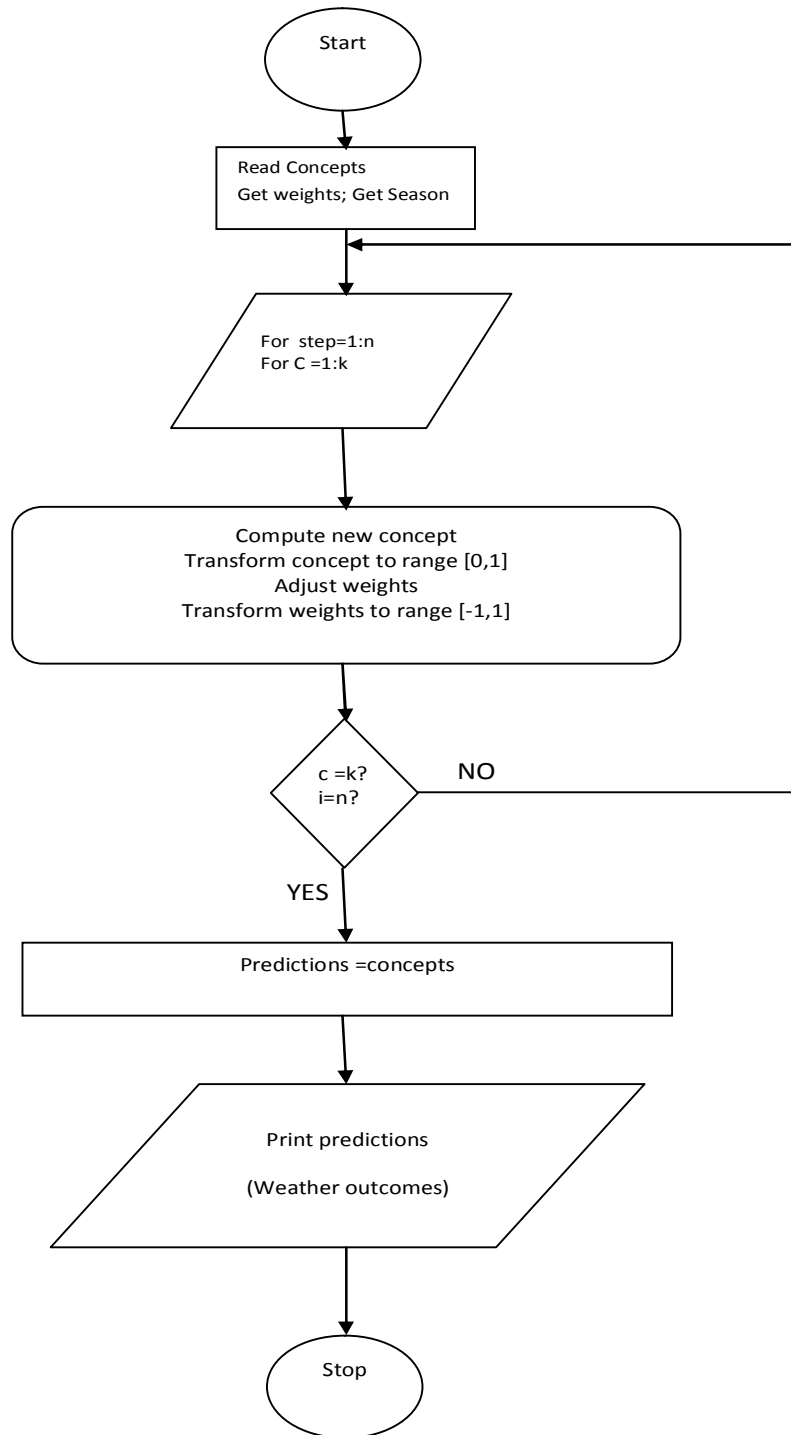 Start
Read Concepts
Get weights; Get Season
For step=1:n
For C =1:k
Compute new concept
Transform concept to range [0,1]
Adjust weights
Transform weights to range [-1,1]
c =k?
i=n?
NO
YES
Predictions =concepts
Print predictions
(Weather outcomes)
Stop